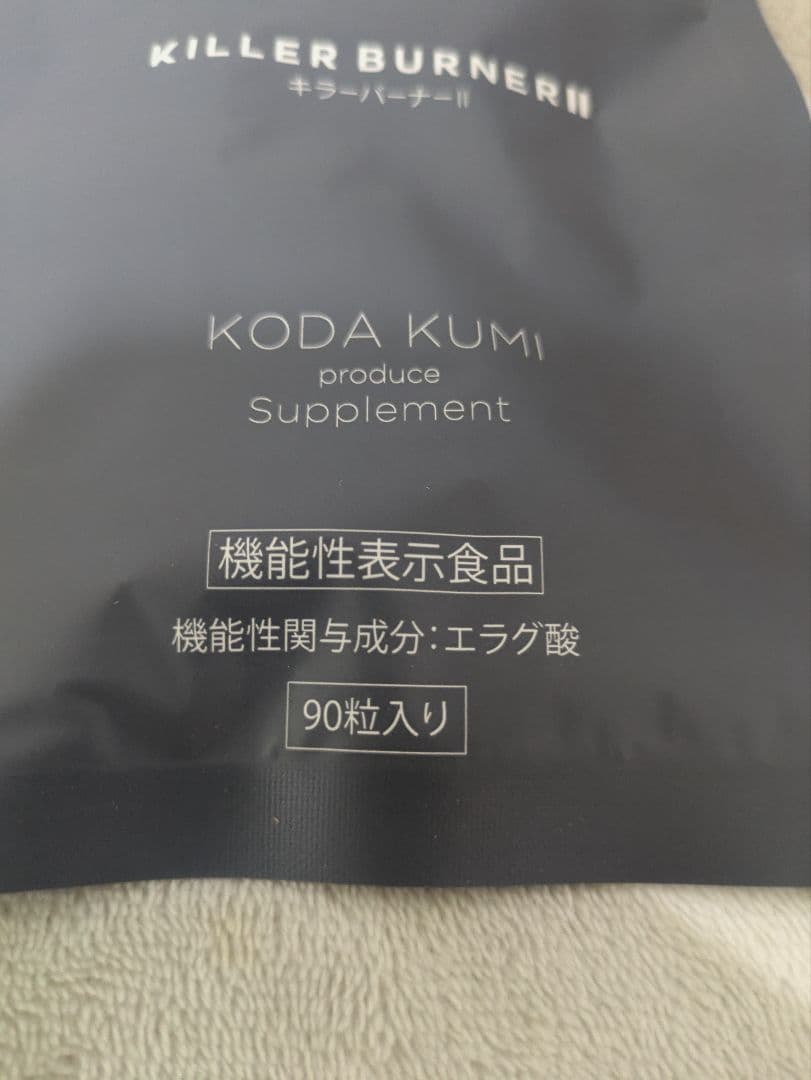 KILLER BURNERII
キラーバーナーII
KODA KUMI
produce
Supplement
機能性表示食品
機能性関与成分:エラグ酸
90粒入り